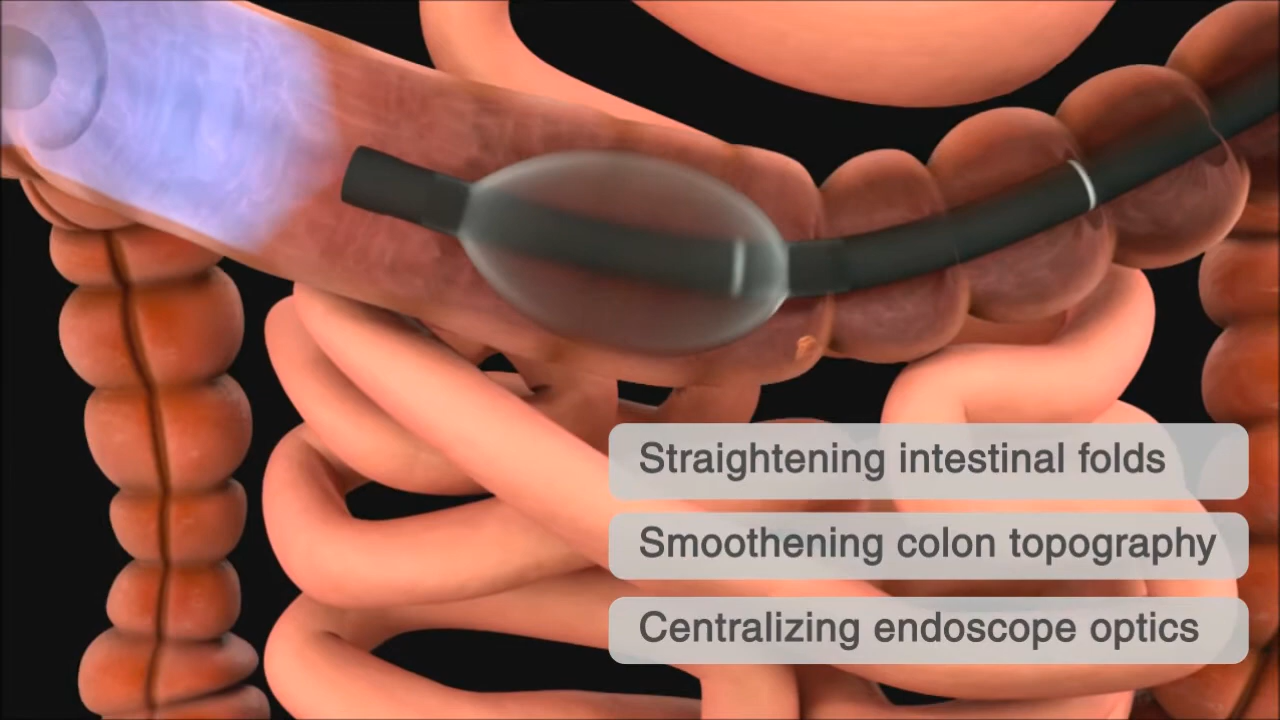 Straightening intestinal folds
Smoothening colon topography
Centralizing endoscope optics